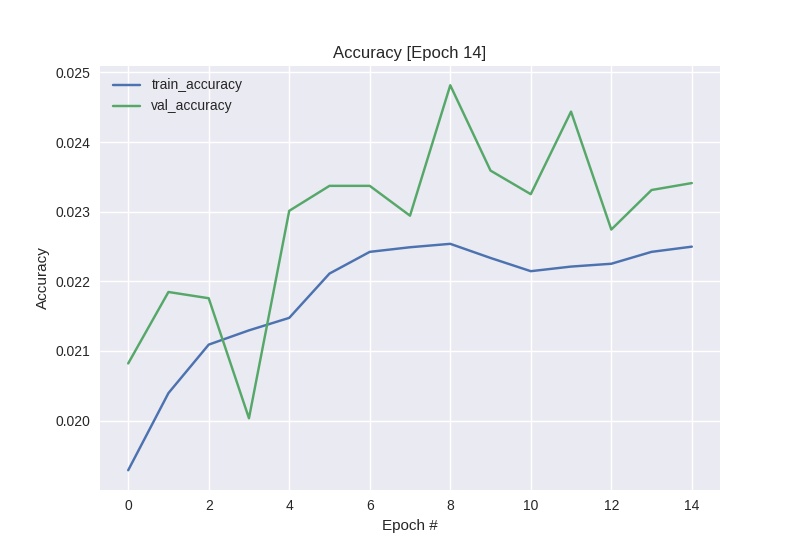 Accuracy [Epoch 14]
0.025
train_accuracy
val_accuracy
0.024
0.023
Accuracy
0.022
0.021
0.020
0 2 4 6 8 10 12 14
Epoch #